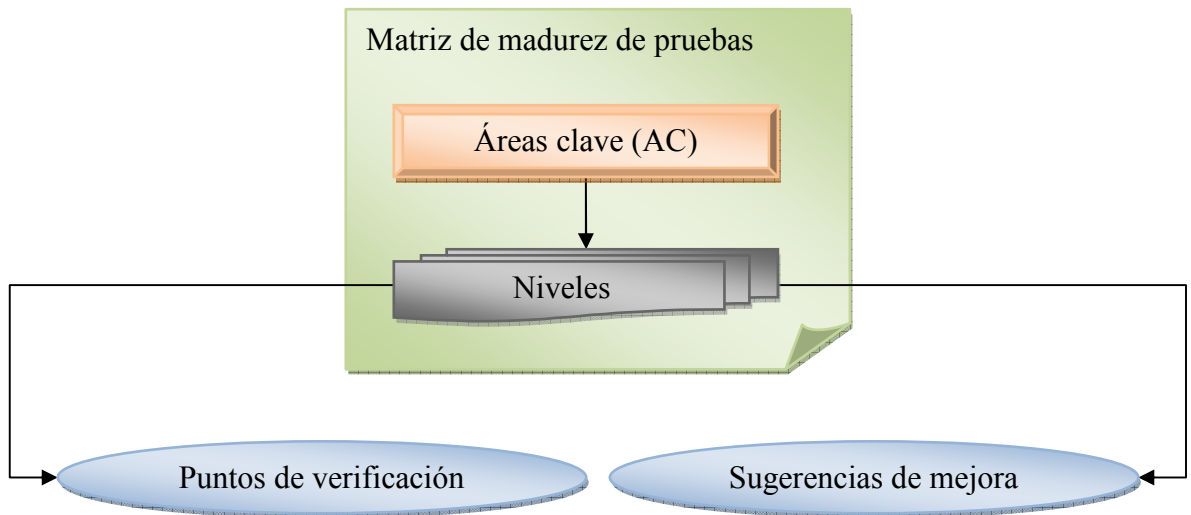 Matriz de madurez de pruebas
Áreas clave (AC)
Niveles
Puntos de verificación
Sugerencias de mejora